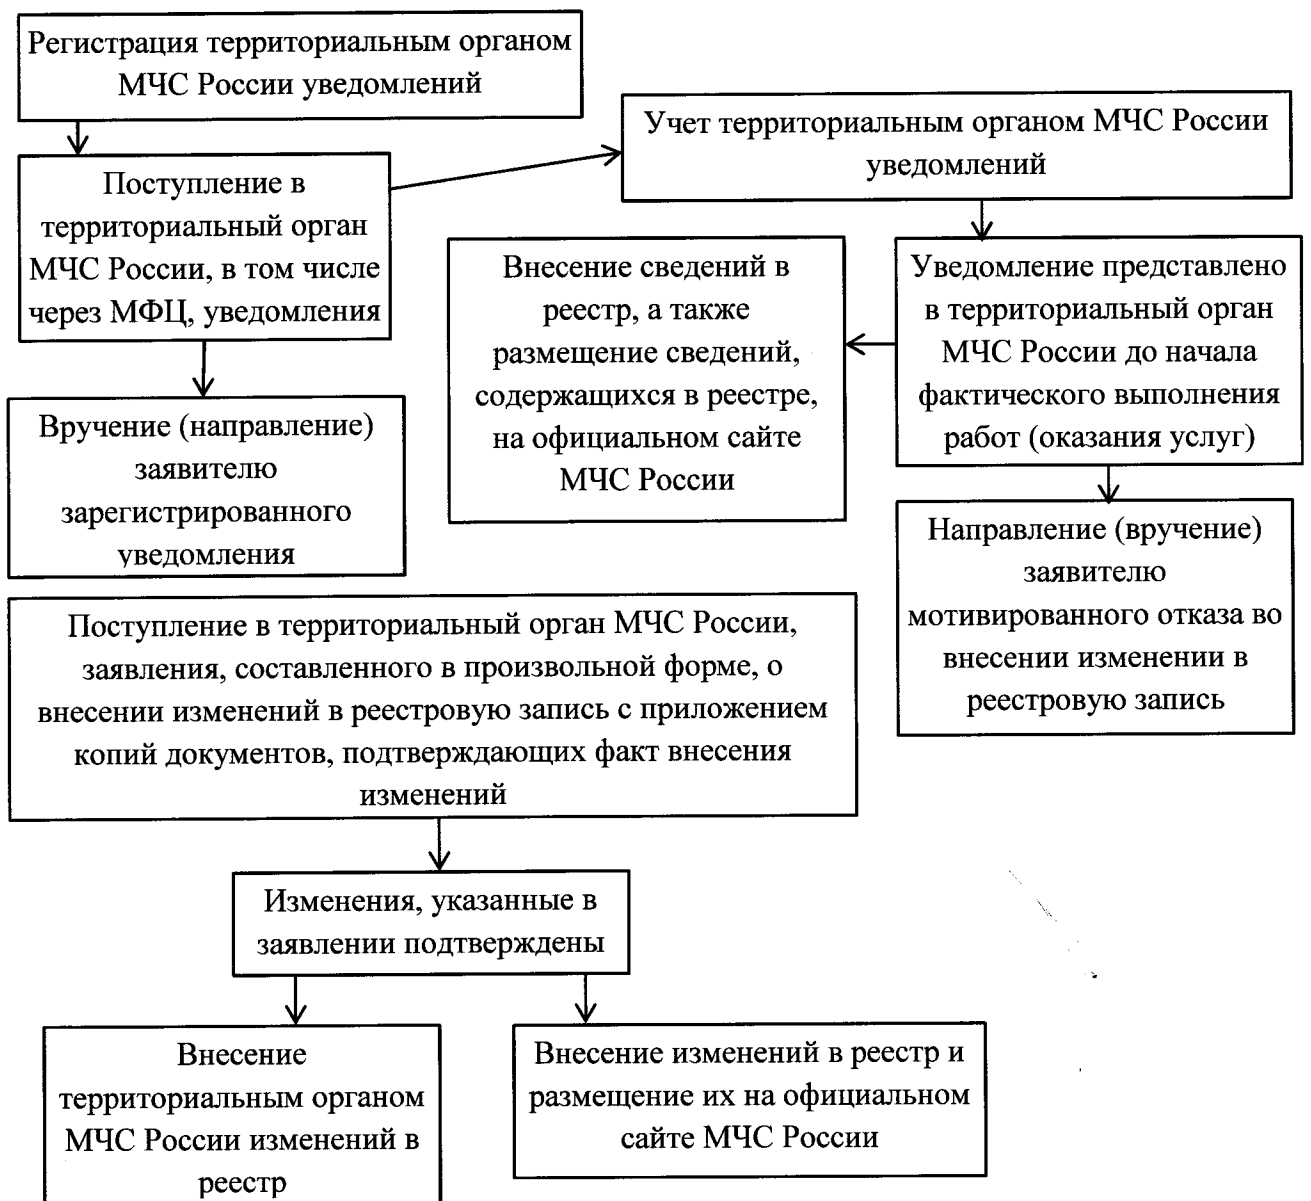 Регистрация территориальным органом
МЧС России уведомлений
Учет территориальным органом МЧС России
уведомлений
Поступление в
территориальный орган
МЧС России, в том числе
через МФЦ, уведомления
Внесение сведений в
реестр, а также
размещение сведений,
содержащихся в реестре,
на официальном сайте
МЧС России
Уведомление представлено
в территориальный орган
МЧС России до начала
фактического выполнения
работ (оказания услуг)
Вручение (направление)
заявителю
зарегистрированного
уведомления
Направление (вручение)
заявителю
мотивированного отказа во
внесении изменении в
реестровую запись
Поступление в территориальный орган МЧС России,
заявления, составленного в произвольной форме, о
внесении изменений в реестровую запись с приложением
копий документов, подтверждающих факт внесения
изменений
Изменения, указанные в
заявлении подтверждены
Внесение
территориальным органом
МЧС России изменений в
реестр
Внесение изменений в реестр и
размещение их на официальном
сайте МЧС России